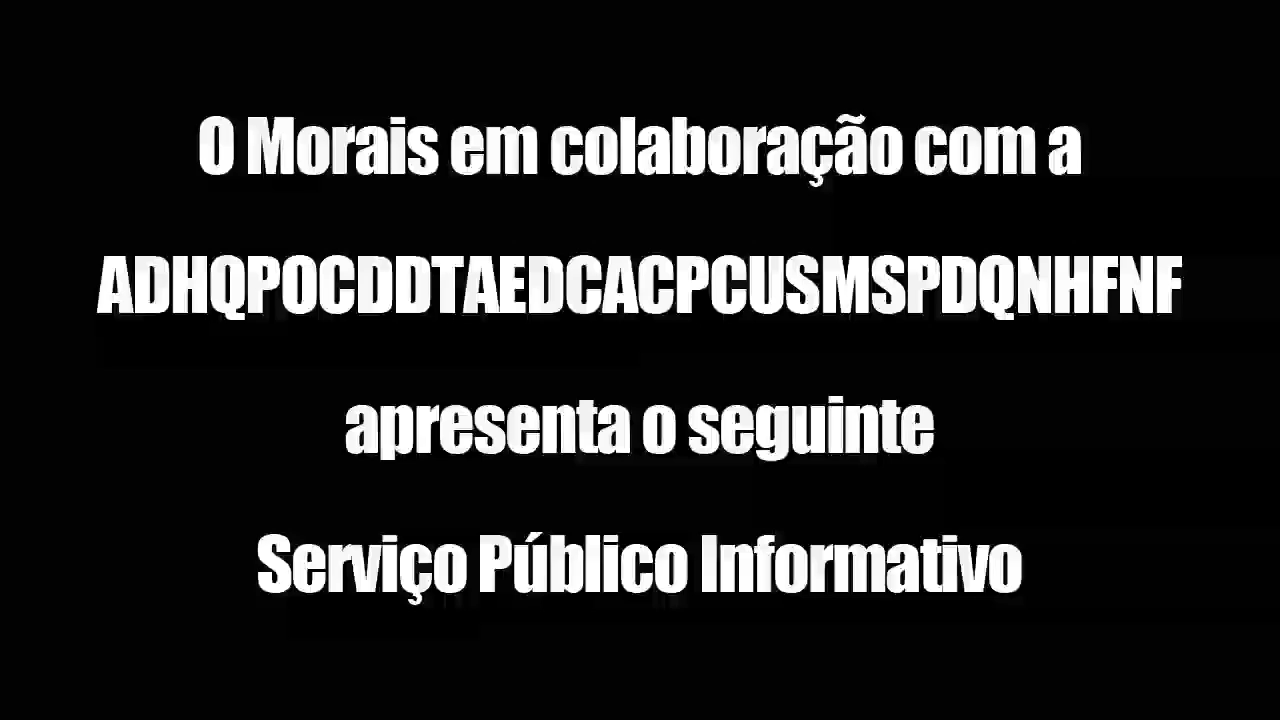 O Morais em colaboração com a
ADHQPOCDDTAEDCACPCUSMSPDQNHFNF
apresenta o seguinte
Serviço Público Informativo